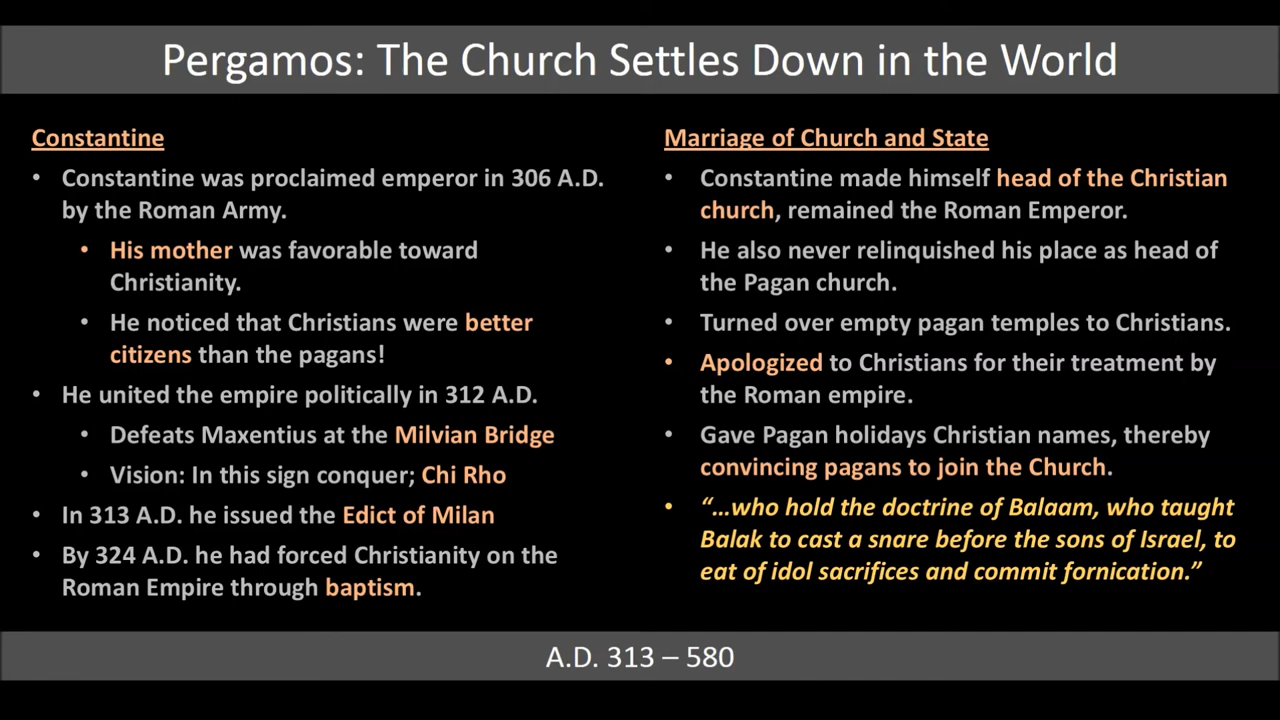 Pergamos: The Church Settles Down in the World
Constantine
• Constantine was proclaimed emperor in 306 A.D.
by the Roman Army.
• His mother was favorable toward
Christianity.
• He noticed that Christians were better
citizens than the pagans!
• He united the empire politically in 312 A.D.
• Defeats Maxentius at the Milvian Bridge
• Vision: In this sign conquer; Chi Rho
• In 313 A.D. he issued the Edict of Milan
• By 324 A.D. he had forced Christianity on the
Roman Empire through baptism.
Marriage of Church and State
• Constantine made himself head of the Christian
church, remained the Roman Emperor.
• He also never relinquished his place as head of
the Pagan church.
• Turned over empty pagan temples to Christians.
• Apologized to Christians for their treatment by
the Roman empire.
• Gave Pagan holidays Christian names, thereby
convincing pagans to join the Church.
• “…who hold the doctrine of Balaam, who taught
Balak to cast a snare before the sons of Israel, to
eat of idol sacrifices and commit fornication.”
A.D. 313 – 580